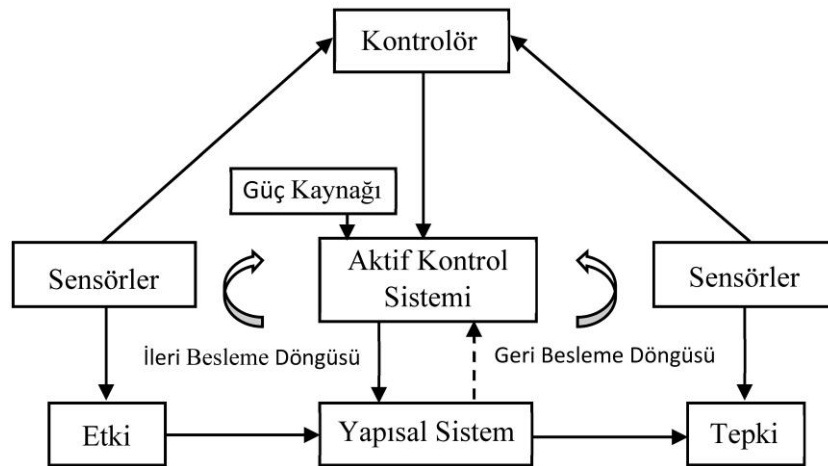 Kontrolör
Güç Kaynağı
Sensörler
Aktif Kontrol
Sistemi
Sensörler
İleri Besleme Döngüsü
Geri Besleme Döngüsü
Etki
Yapısal Sistem
Tepki